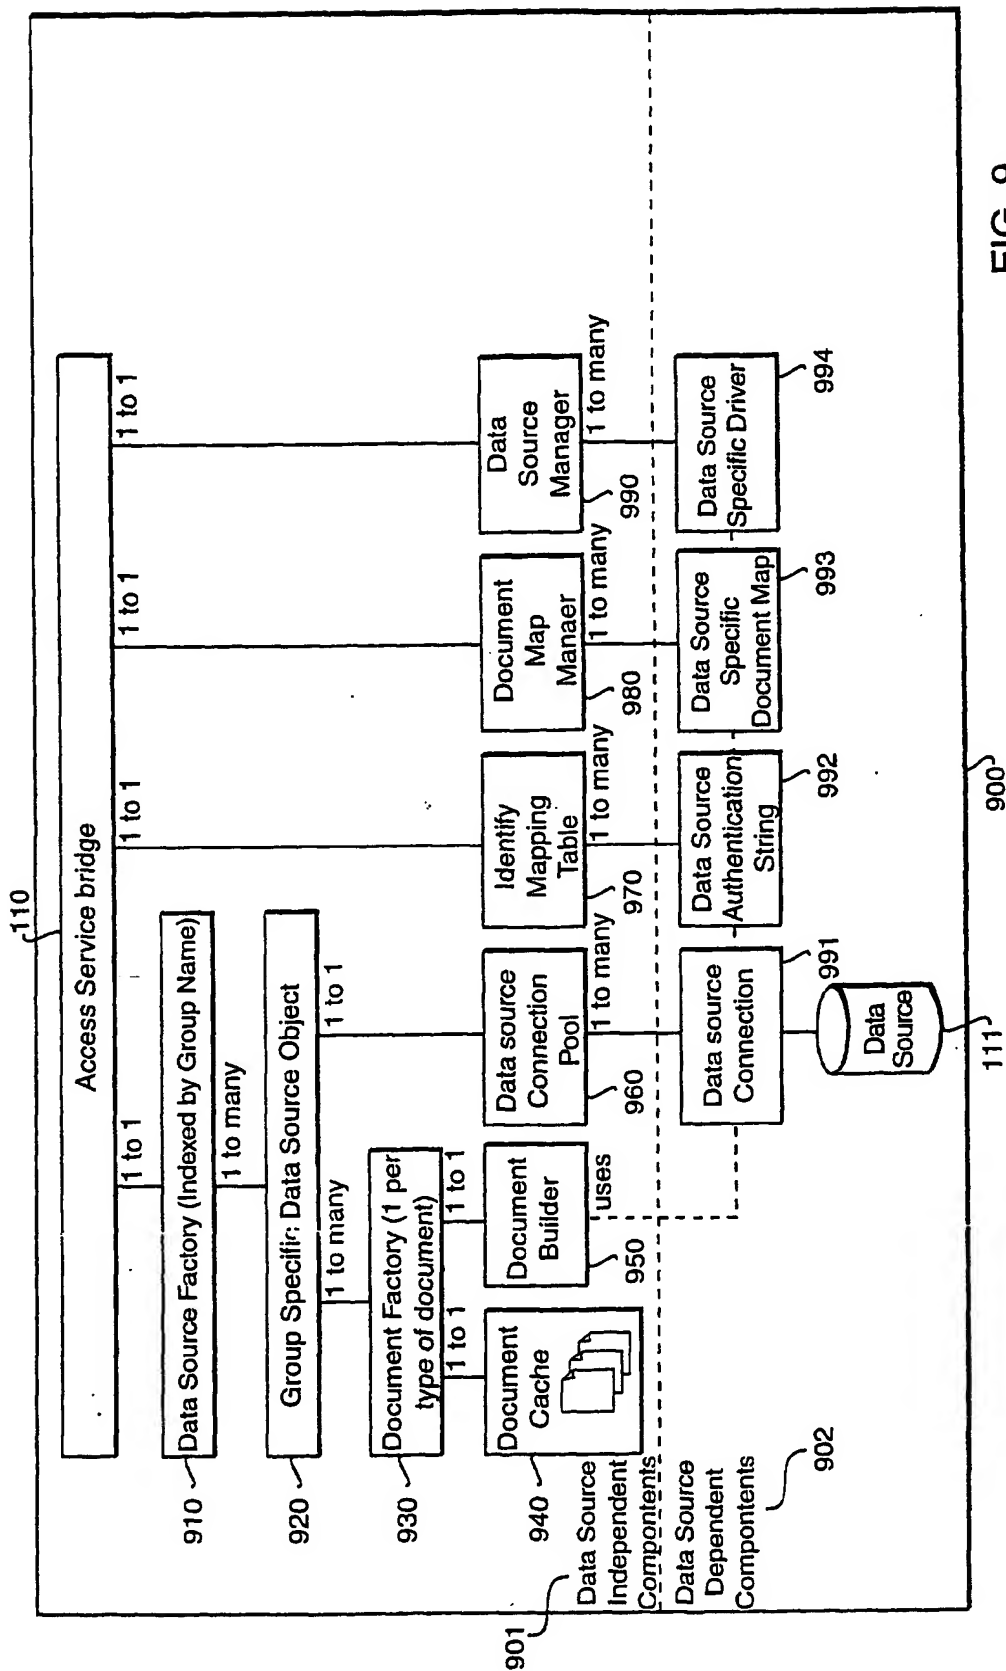 110
Access Service bridge
1 to 1
1 to 1
1 to 1
1 to 1
910
Data Source Factory (Indexed by Group Name)
1 to many
920
Group Specific Data Source Object
1 to many
1 to 1
930
Document Factory (1 per
type of document)
1 to 1
1 to 1
940
Document
Cache
Document
Builder
950
uses
Data source
Connection
Pool
960
1 to many
Identify
Mapping
Table
970
1 to many
Document
Map
Manaer
980
1 to many
Data
Source
Manager
990
1 to many
901
Data Source
Independent
Compontents
Data Source
Dependent
Compontents
902
Data source
Connection
991
Data Source
Authentication
String
992
Data Source
Specific
Document Map
993
Data Source
Specific Driver
994
Data
Source
111
900
FIG. 9